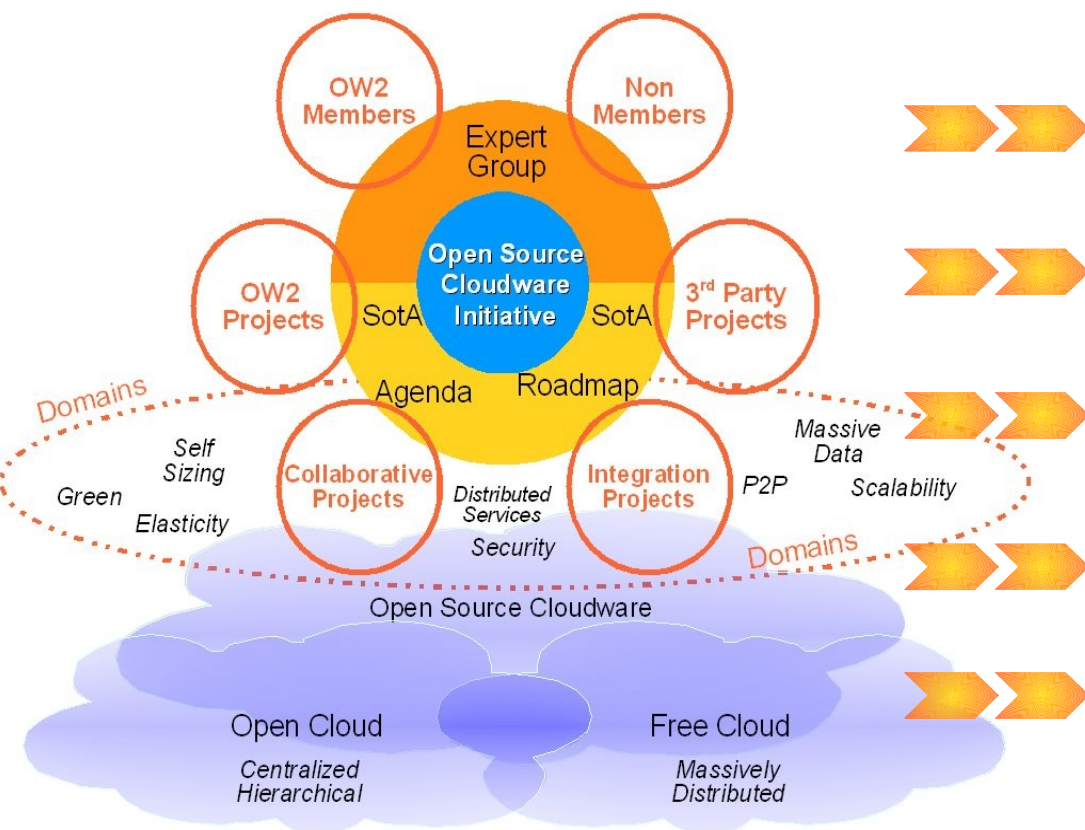 OW2
Members
Non
Members
Expert
Group
Open Source
Cloudware
Initiative
OW2
Projects
SotA
SotA
3rd Party
Projects
Domains
Agenda
Roadmap
Self
Sizing
Green
Elasticity
Collaborative
Projects
Distributed
Services
Security
Integration
Projects
Massive
Data
P2P
Scalability
Domains
Open Source Cloudware
Open Cloud
Centralized
Hierarchical
Free Cloud
Massively
Distributed